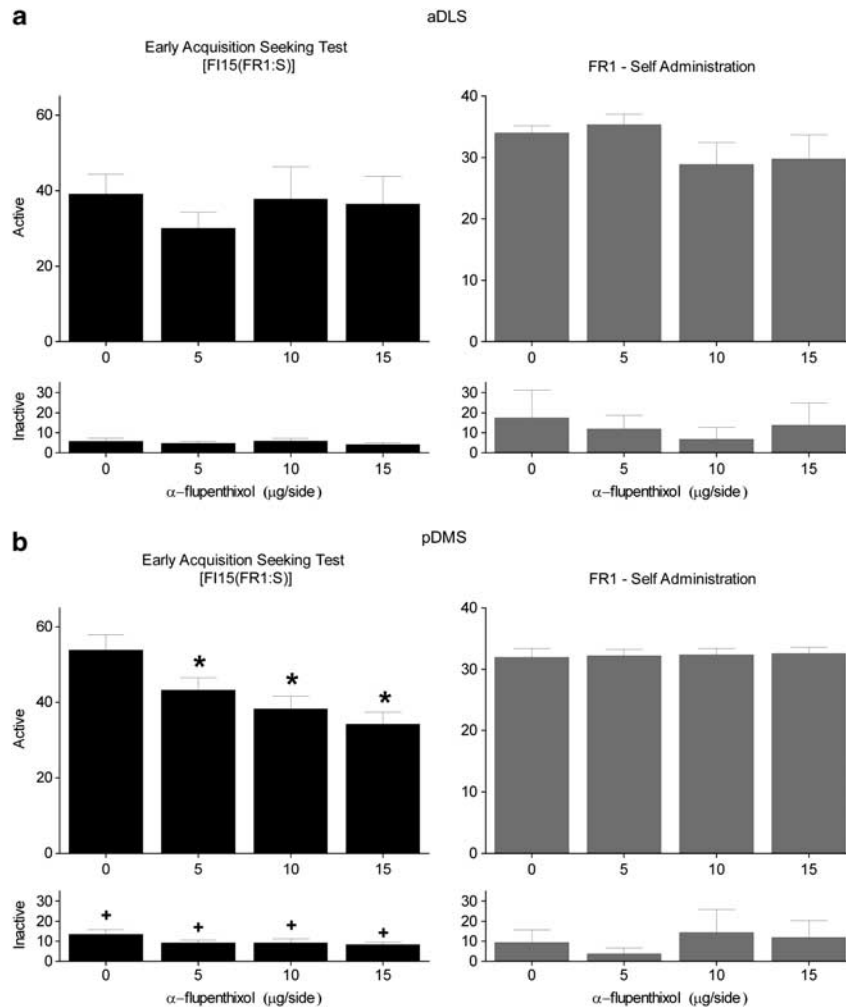 a
aDLS
Early Acquisition Seeking Test
[FI15(FR1:S)]
FR1 - Self Administration
Active
60
40
20
0
0 5 10 15
40
30
20
10
0
0 5 10 15
Inactive
30
20
10
0
0 5 10 15
α-flupenthixol (μg/side)
30
20
10
0
0 5 10 15
α-flupenthixol (μg/side)
b
pDMS
Early Acquisition Seeking Test
[FI15(FR1:S)]
FR1 - Self Administration
Active
60
40
20
0
* * *
0 5 10 15
40
30
20
10
0
0 5 10 15
Inactive
30
20
10
0
+ + + +
0 5 10 15
α-flupenthixol (μg/side)
30
20
10
0
0 5 10 15
α-flupenthixol (μg/side)